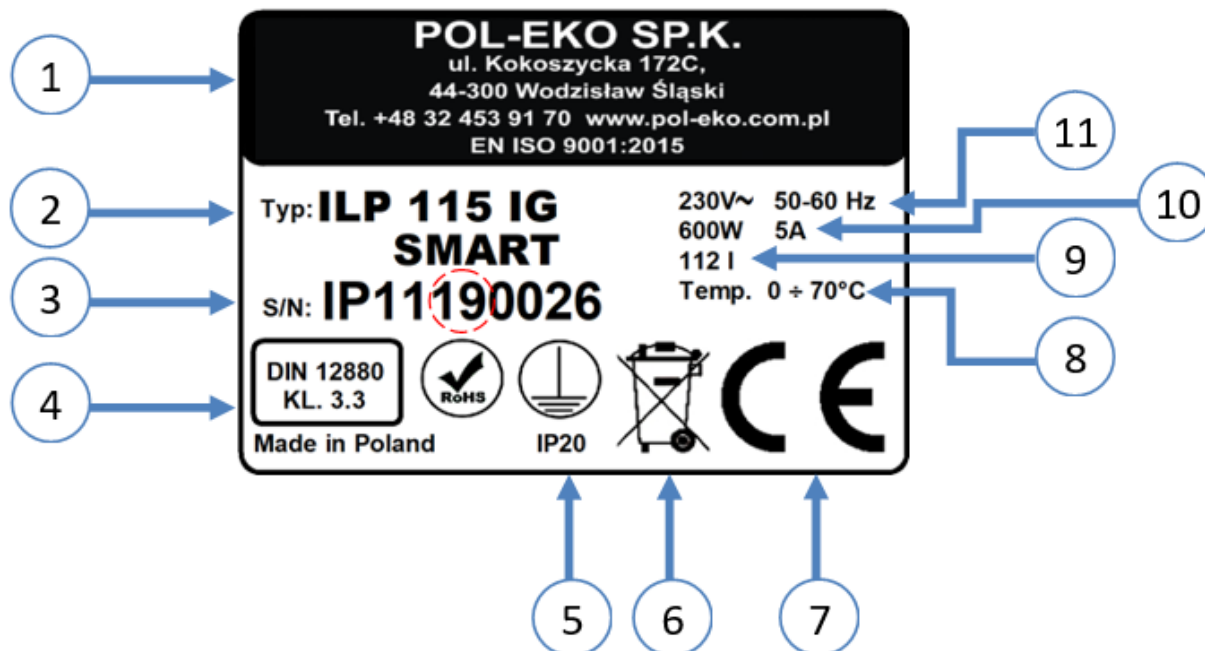 POL-EKO SP.K.
ul. Kokoszycka 172C,
44-300 Wodzisław Śląski
Tel. +48 32 453 91 70 www.pol-eko.com.pl
EN ISO 9001:2015
1
2
3
4
Typ: ILP 115 IG
SMART
S/N: IP11190026
230V~ 50-60 Hz
600W 5A
112 l
Temp. 0 ÷ 70°C
11
10
9
8
DIN 12880
KL. 3.3
RoHS
IP20
CE
Made in Poland
5
6
7